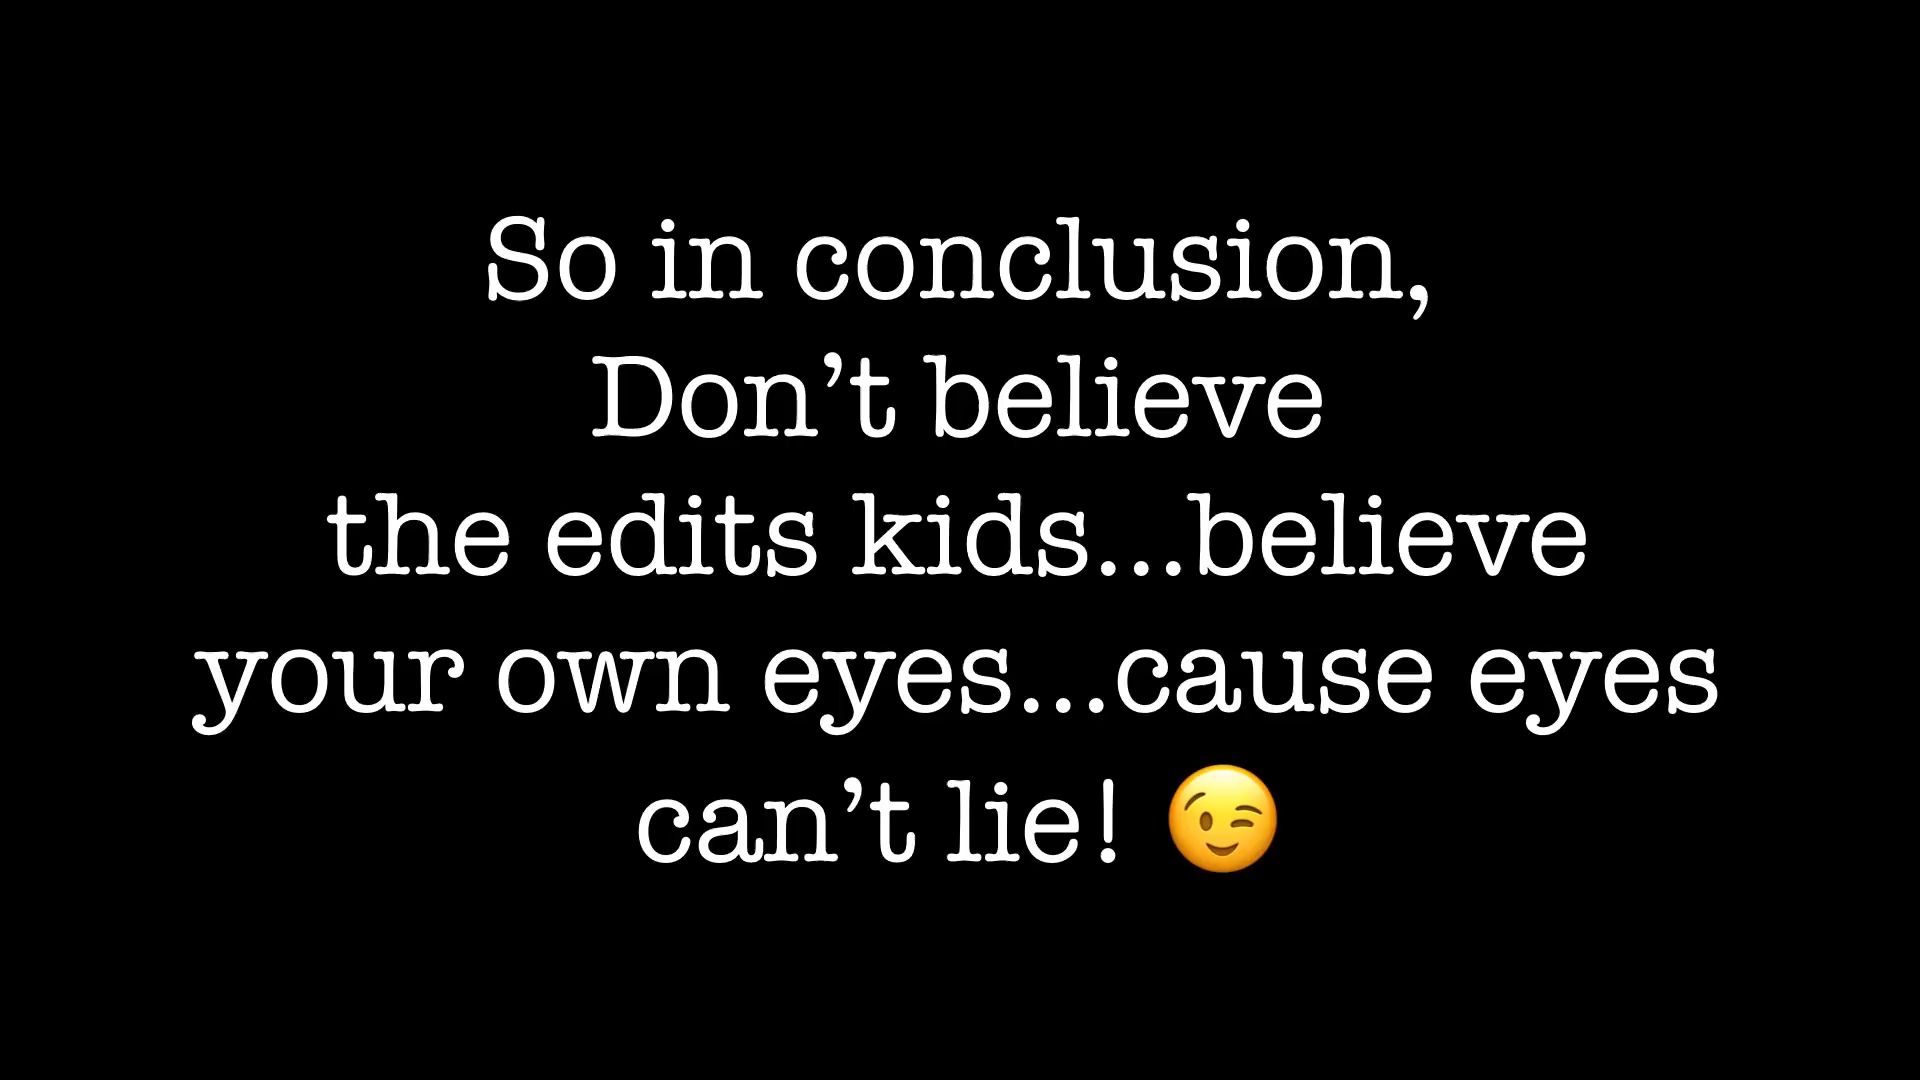 So in conclusion,
Don’t believe
the edits kids...believe
your own eyes...cause eyes
can’t lie! 😉